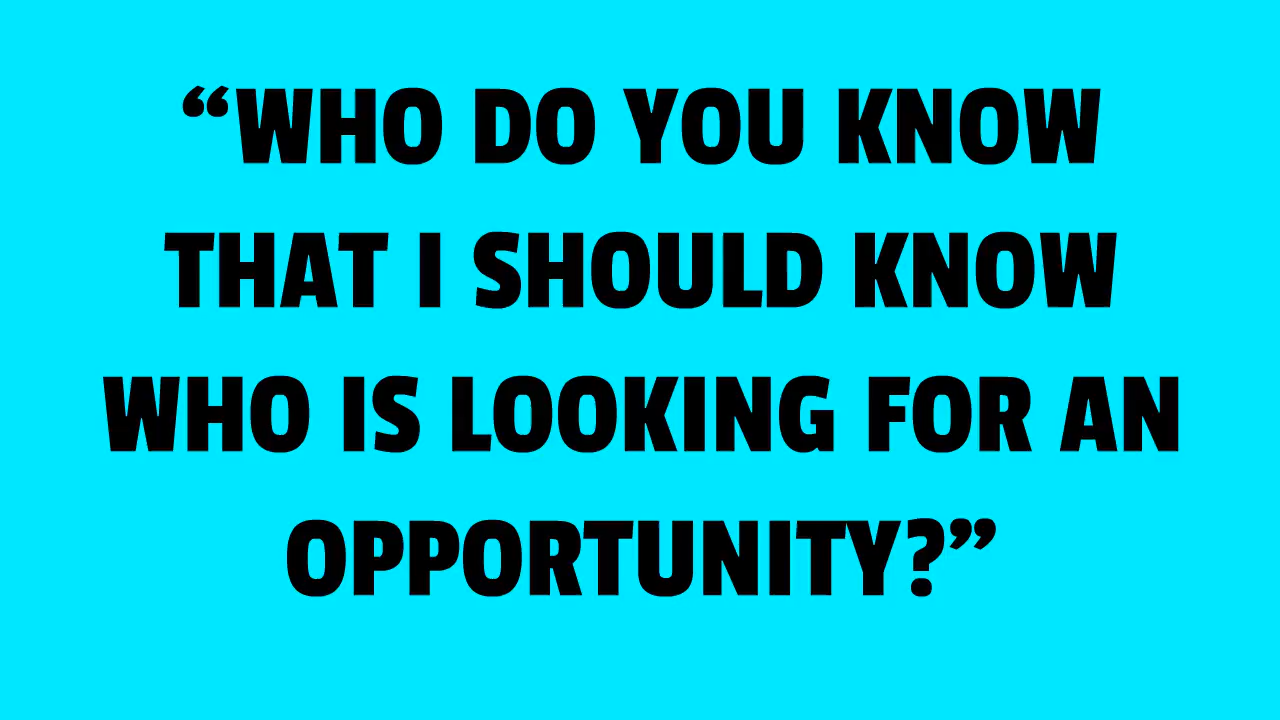 “WHO DO YOU KNOW
THAT I SHOULD KNOW
WHO IS LOOKING FOR AN
OPPORTUNITY?”